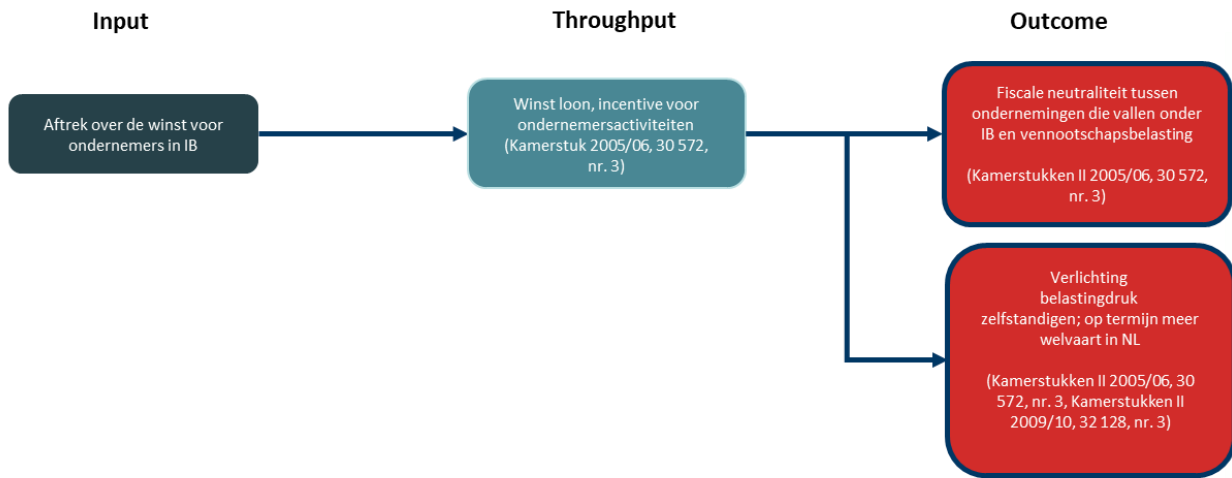 Input
Throughput
Outcome
Aftrek over de winst voor
ondernemers in IB
Winst loon, incentive voor
ondernemersactiviteiten
(Kamerstuk 2005/06, 30 572,
nr. 3)
Fiscale neutraliteit tussen
ondernemingen die vallen onder
IB en vennootschapsbelasting
(Kamerstukken II 2005/06, 30 572,
nr. 3)
Verlichting
belastingdruk
zelfstandigen; op termijn meer
welvaart in NL
(Kamerstukken II 2005/06, 30
572, nr. 3, Kamerstukken II
2009/10, 32 128, nr. 3)